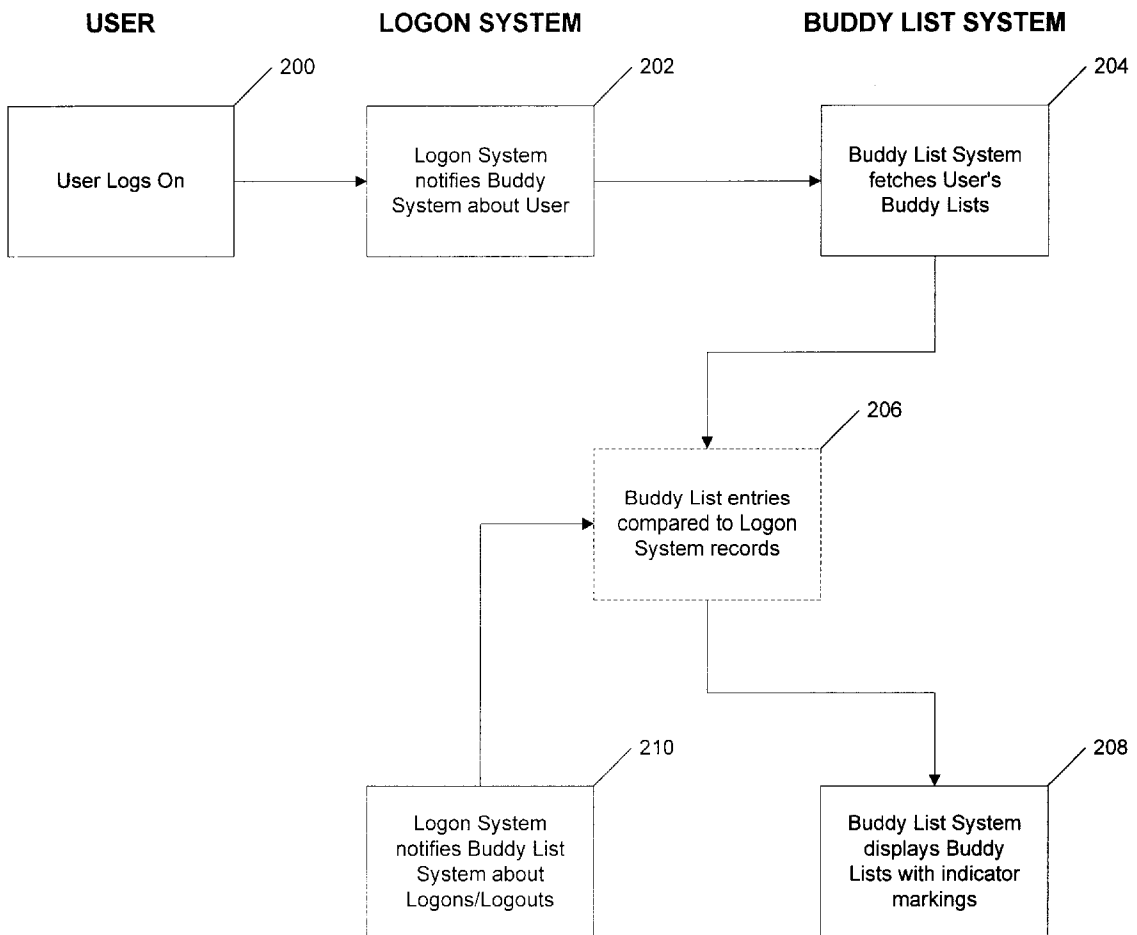 USER
LOGON SYSTEM
BUDDY LIST SYSTEM
200
202
204
User Logs On
Logon System
notifies Buddy
System about User
Buddy List System
fetches User's
Buddy Lists
206
Buddy List entries
compared to Logon
System records
210
208
Logon System
notifies Buddy List
System about
Logons/Logouts
Buddy List System
displays Buddy
Lists with indicator
markings